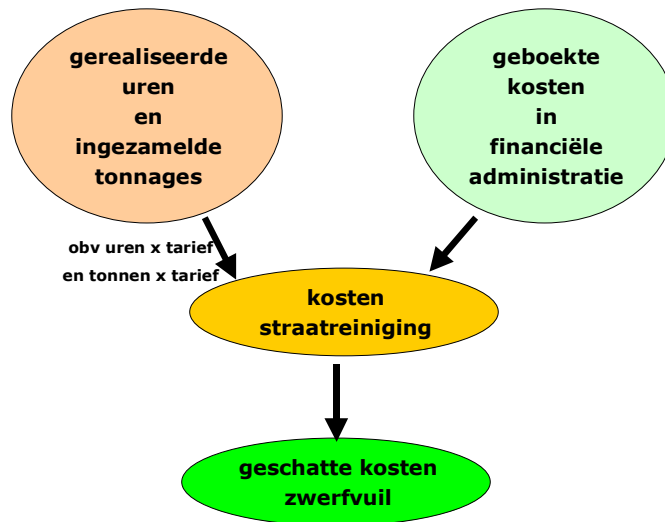 gerealiseerde
uren
en
ingezamelde
tonnages
geboekte
kosten
in
financiële
administratie
obv uren x tarief
en tonnen x tarief
kosten
straatreiniging
geschatte kosten
zwerfvuil